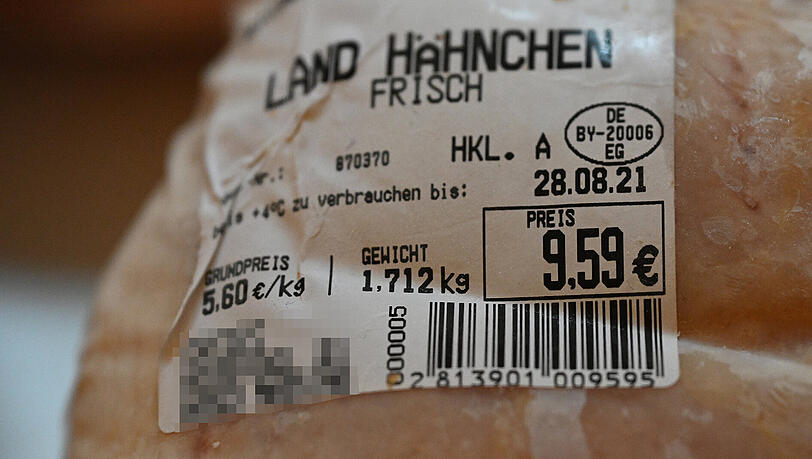 LAND HÄHNCHEN
FRISCH
HKL. A
DE
BY-20006
EG
870370
+4°C zu verbrauchen bis:
28.08.21
GRUNDPREIS
5,60 €/kg
GEWICHT
1,712 kg
PREIS
9,59 €
000005
2 813901 009595